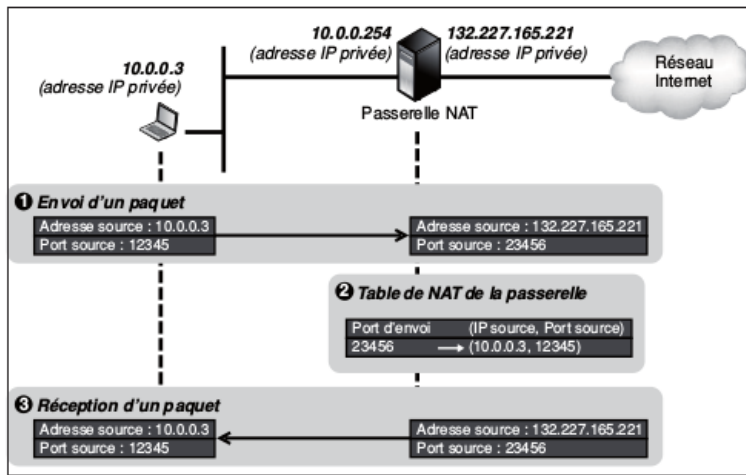 10.0.0.254
(adresse IP privée)
132.227.165.221
(adresse IP privée)
10.0.0.3
(adresse IP privée)
Réseau
Internet
Passerelle NAT
❶ Envoi d'un paquet
Adresse source : 10.0.0.3
Port source : 12345
Adresse source : 132.227.165.221
Port source : 23456
❷ Table de NAT de la passerelle
Port d'envoi (IP source, Port source)
23456 → (10.0.0.3, 12345)
❸ Réception d'un paquet
Adresse source : 10.0.0.3
Port source : 12345
Adresse source : 132.227.165.221
Port source : 23456